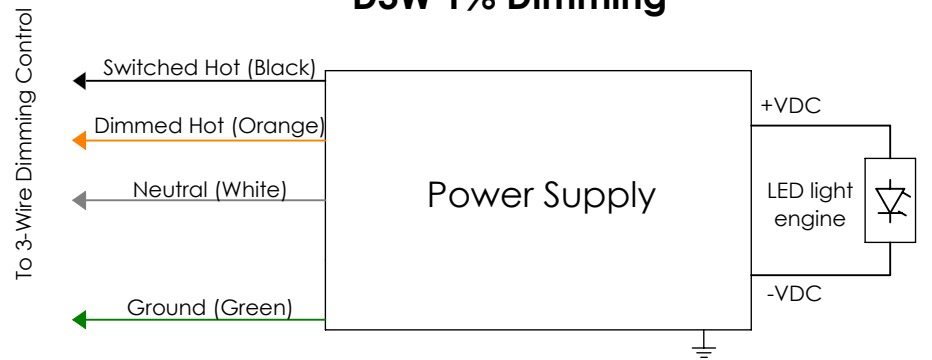 D3W 1% Dimming
To 3-Wire Dimming Control
Switched Hot (Black)
Dimmed Hot (Orange)
Neutral (White)
Ground (Green)
Power Supply
+VDC
LED light
engine
-VDC